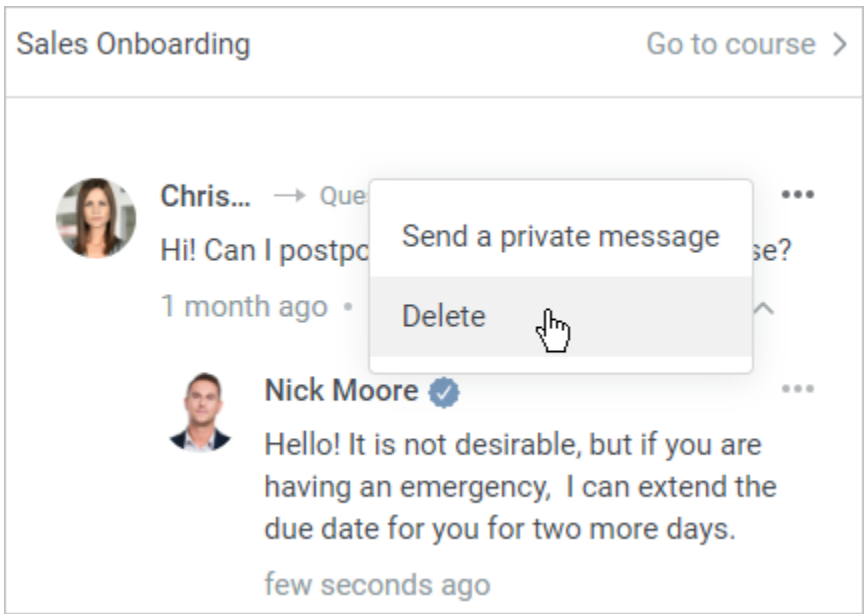 Sales Onboarding Go to course
Chris... → Que
Send a private message
Hi! Can I postpo se?
1 month ago •
Delete
Nick Moore
Hello! It is not desirable, but if you are
having an emergency, I can extend the
due date for you for two more days.
few seconds ago